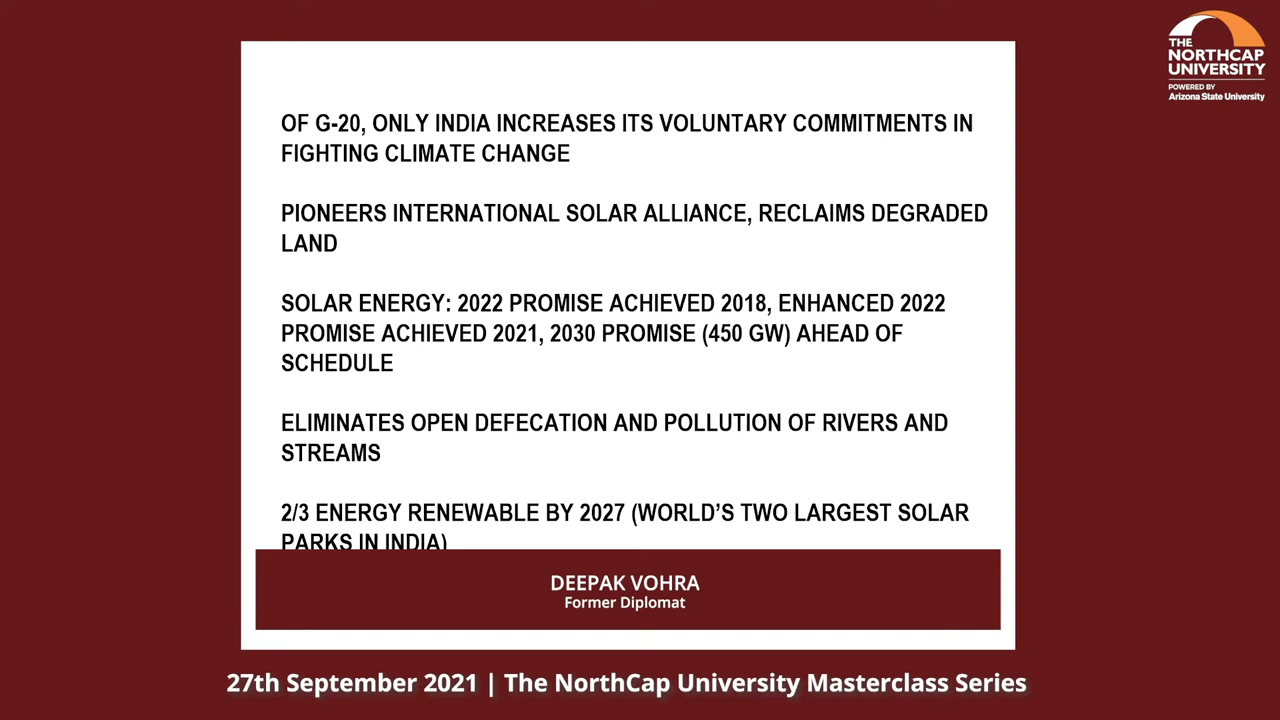 THE
NORTHCAP
UNIVERSITY
POWERED BY
Arizona State University
OF G-20, ONLY INDIA INCREASES ITS VOLUNTARY COMMITMENTS IN
FIGHTING CLIMATE CHANGE
PIONEERS INTERNATIONAL SOLAR ALLIANCE, RECLAIMS DEGRADED
LAND
SOLAR ENERGY: 2022 PROMISE ACHIEVED 2018, ENHANCED 2022
PROMISE ACHIEVED 2021, 2030 PROMISE (450 GW) AHEAD OF
SCHEDULE
ELIMINATES OPEN DEFECATION AND POLLUTION OF RIVERS AND
STREAMS
2/3 ENERGY RENEWABLE BY 2027 (WORLD’S TWO LARGEST SOLAR
PARKS IN INDIA)
DEEPAK VOHRA
Former Diplomat
27th September 2021 | The NorthCap University Masterclass Series